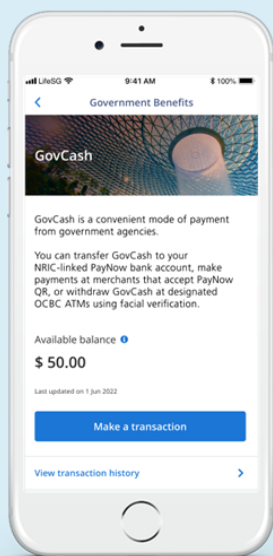 LifeSG
9:41 AM
100%
Government Benefits
GovCash
GovCash is a convenient mode of payment
from government agencies.
You can transfer GovCash to your
NRIC-linked PayNow bank account, make
payments at merchants that accept PayNow
QR, or withdraw GovCash at designated
OCBC ATMs using facial verification.
Available balance
$ 50.00
Last updated on 1 Jun 2022
Make a transaction
View transaction history